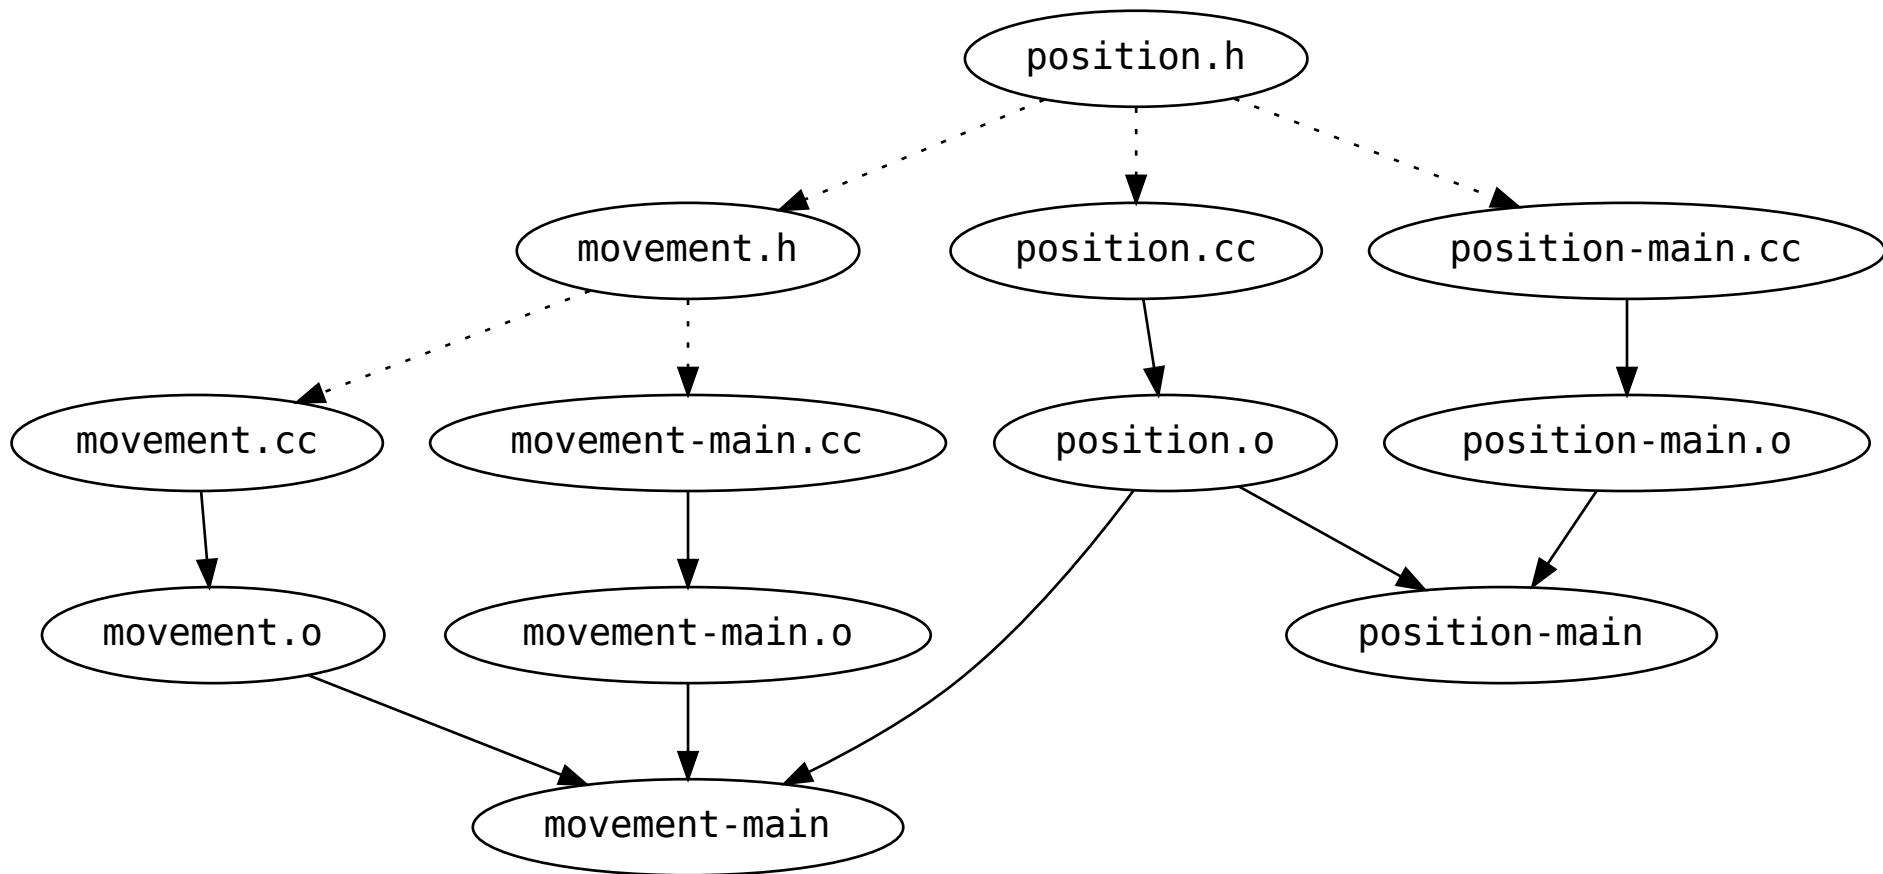 position.h
movement.h
position.cc
position-main.cc
movement.cc
movement-main.cc
position.o
position-main.o
movement.o
movement-main.o
position-main
movement-main